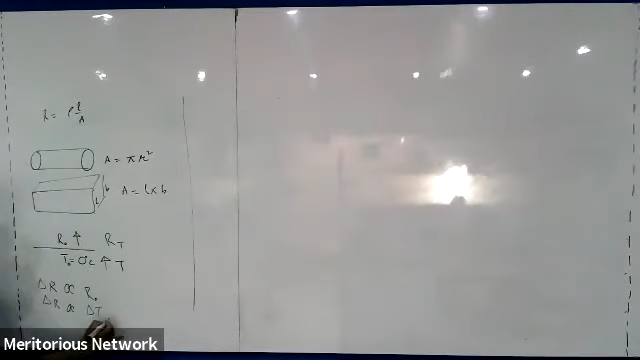 R = ρ l/A
A = πr²
b
l
A = l×b
R₀ ↑ R_T
T₀ = 0°C ↑ T
ΔR ∝ R₀
ΔR ∝ ΔT
Meritorious Network